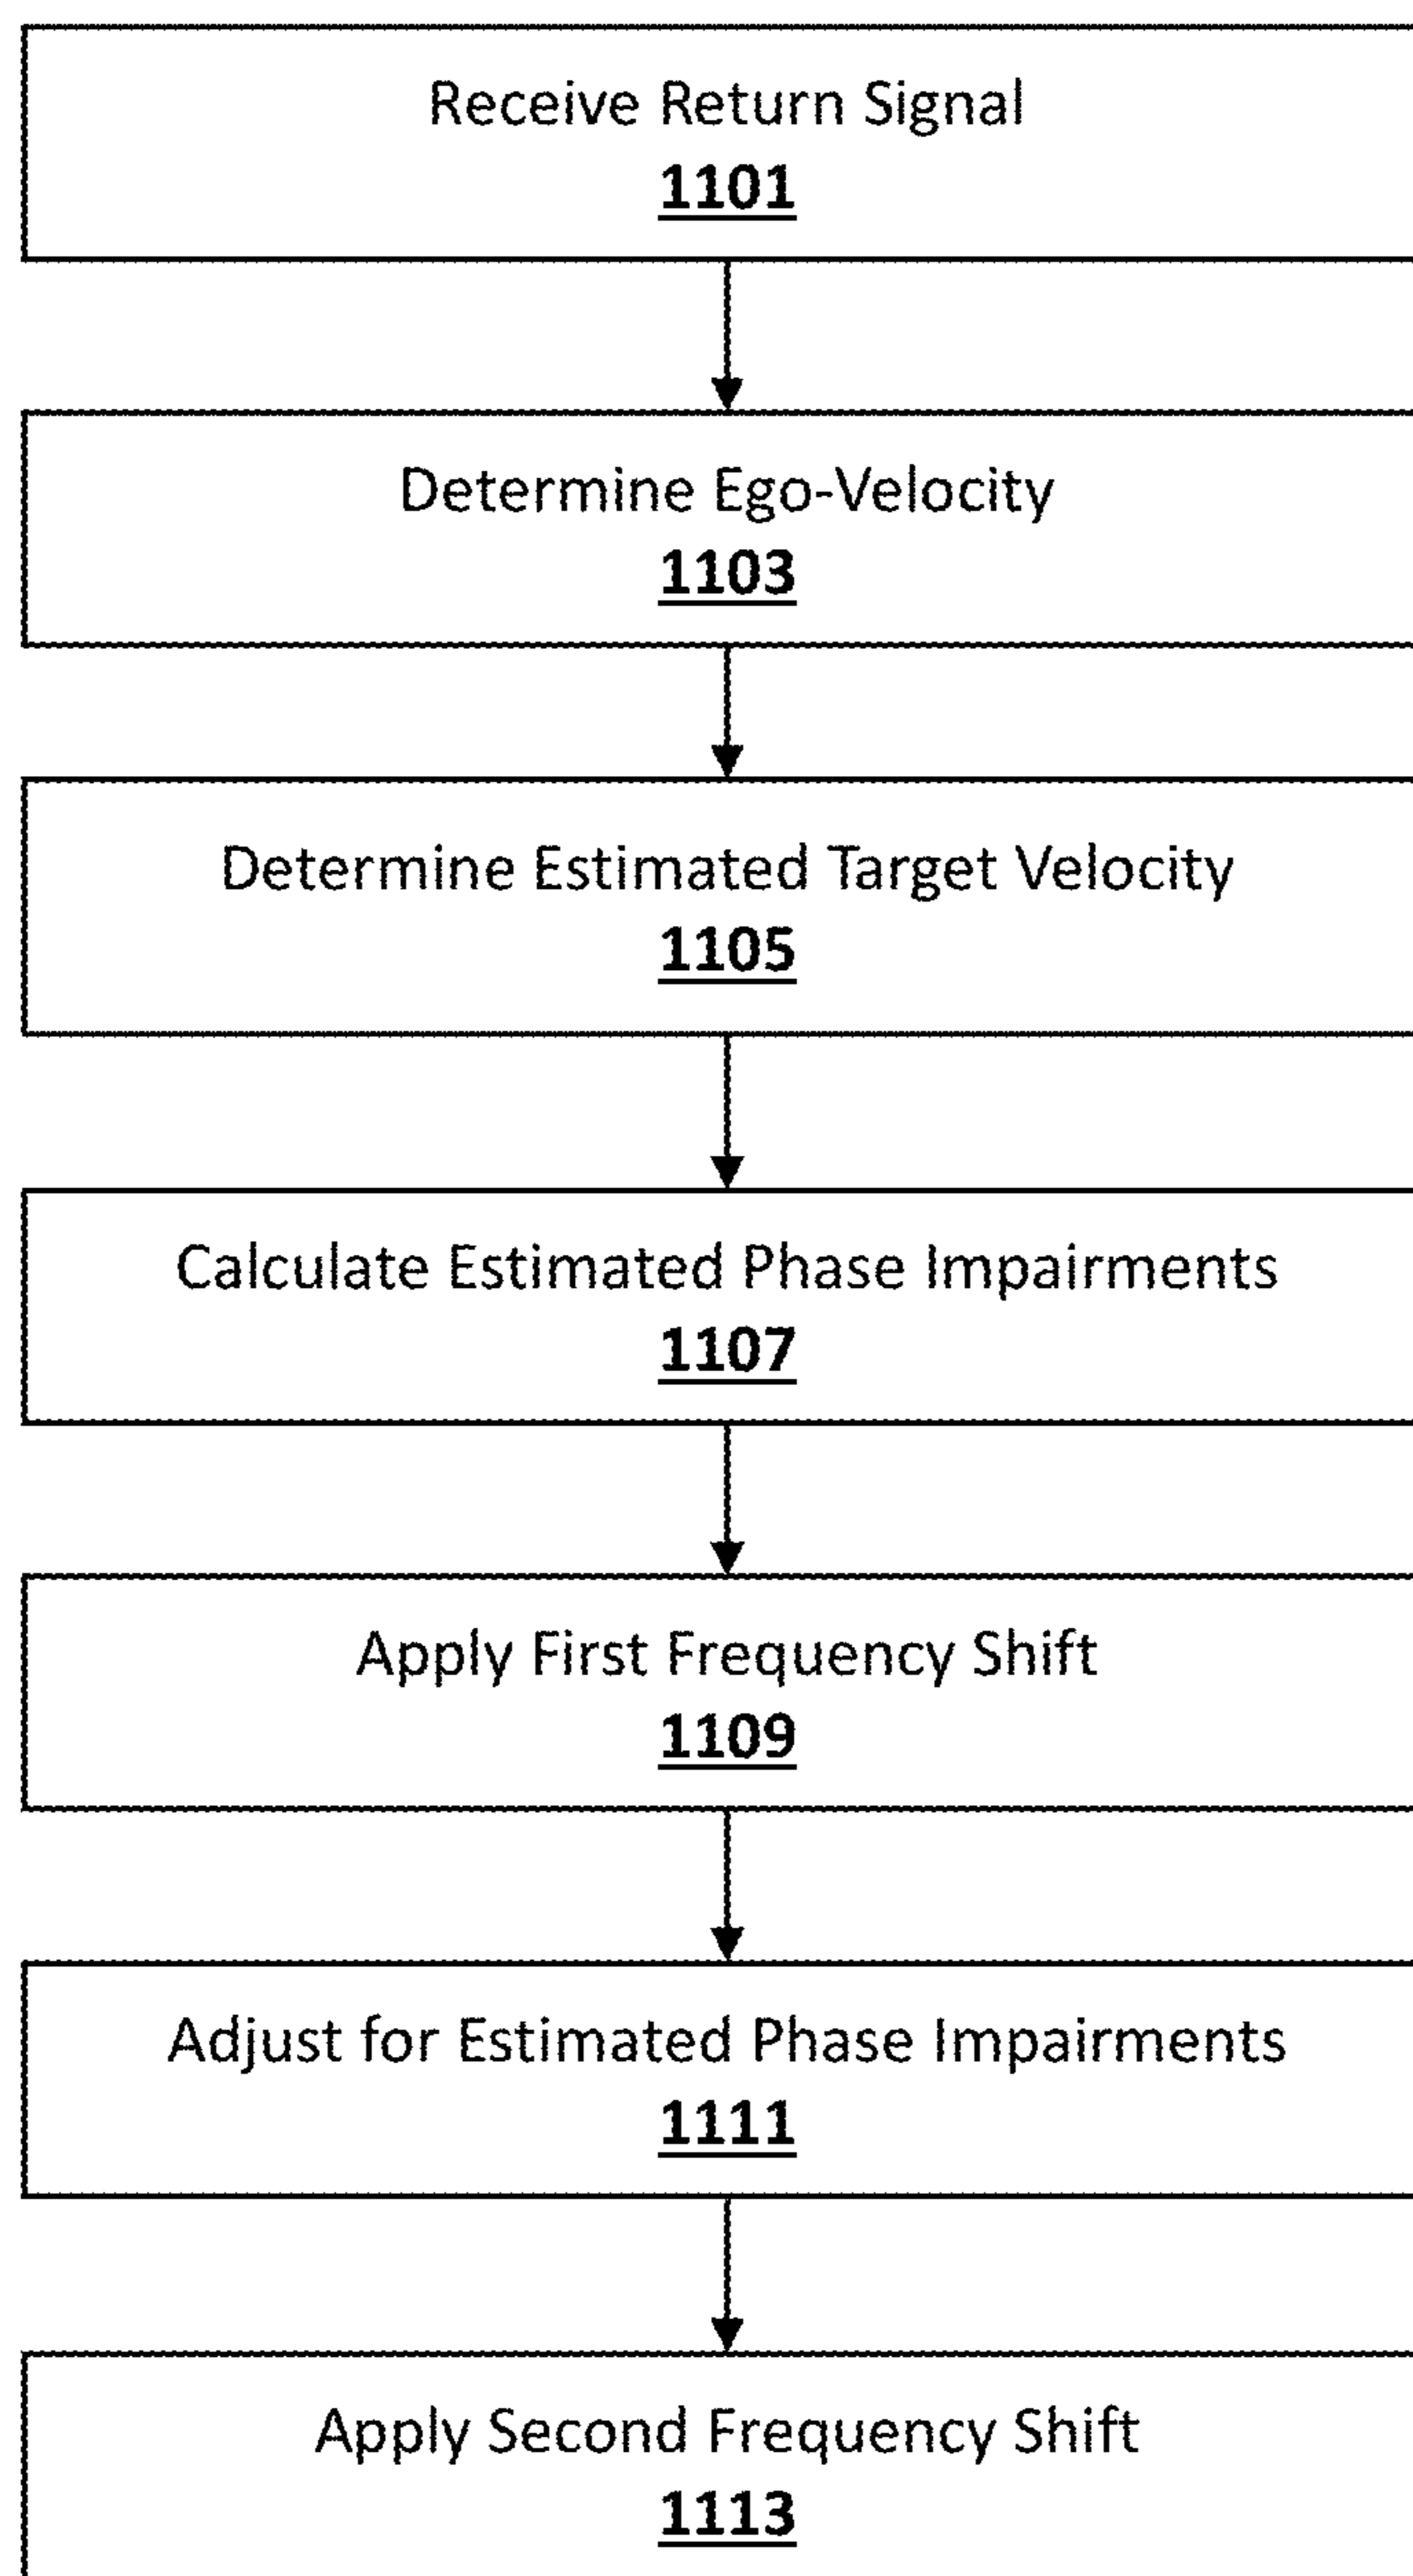 Receive Return Signal
1101
Determine Ego-Velocity
1103
Determine Estimated Target Velocity
1105
Calculate Estimated Phase Impairments
1107
Apply First Frequency Shift
1109
Adjust for Estimated Phase Impairments
1111
Apply Second Frequency Shift
1113